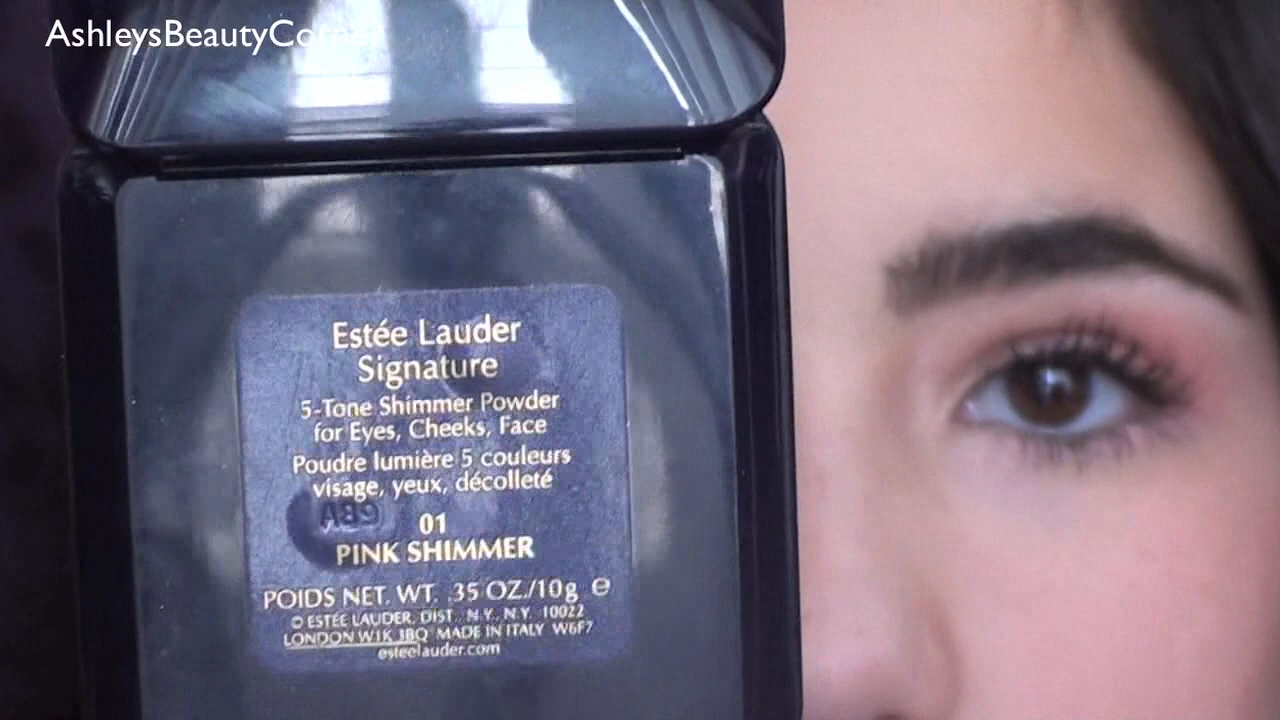 AshleysBeautyCorner
Estée Lauder
Signature
5-Tone Shimmer Powder
for Eyes, Cheeks, Face
Poudre lumière 5 couleurs
visage, yeux, décolleté
A89
01
PINK SHIMMER
POIDS NET. WT. .35 OZ./10g ℮
© ESTÉE LAUDER, DIST., N.Y., N.Y. 10022
LONDON W1K 3BQ MADE IN ITALY W6F7
esteelauder.com